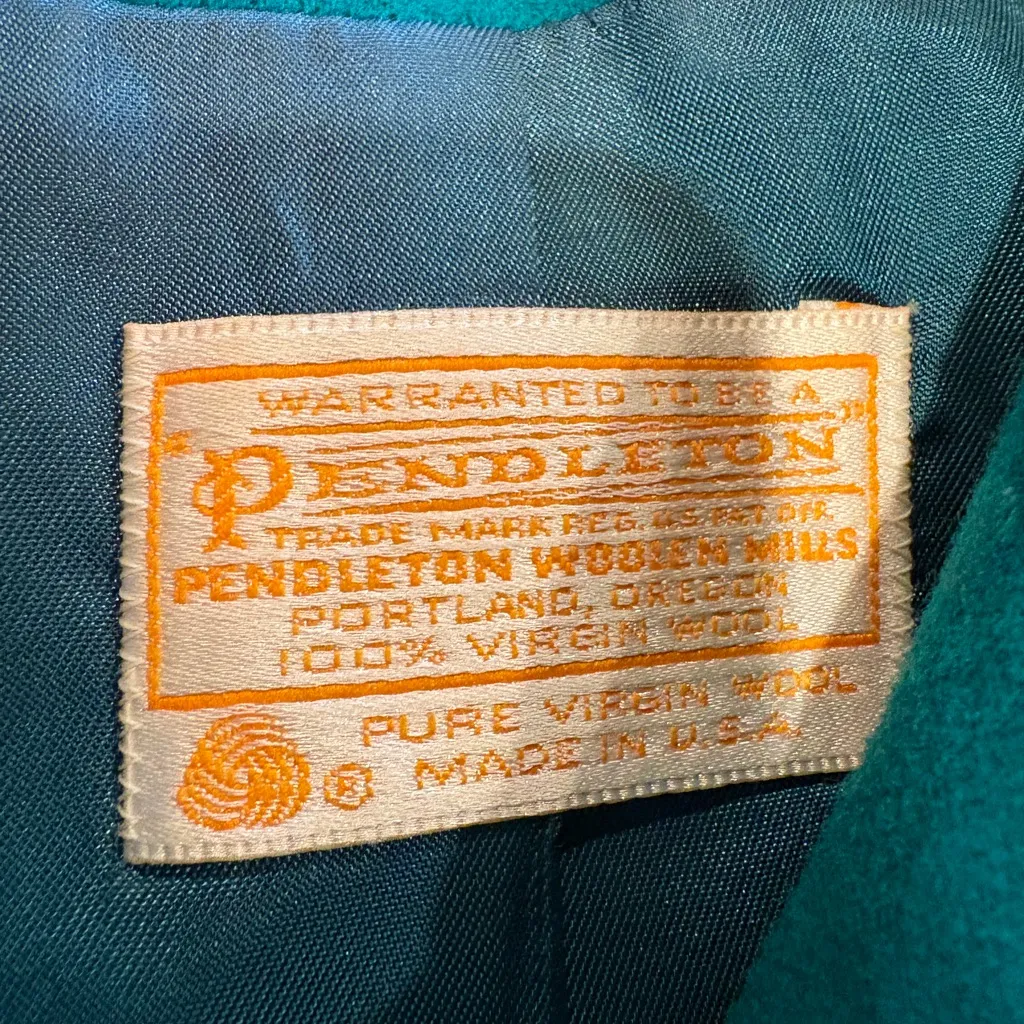 WARRANTED TO BE A
"PENDLETON"
TRADE MARK REG. U.S. PAT. OFF.
PENDLETON WOOLEN MILLS
PORTLAND, OREGON
100% VIRGIN WOOL
PURE VIRGIN WOOL
® MADE IN U.S.A.